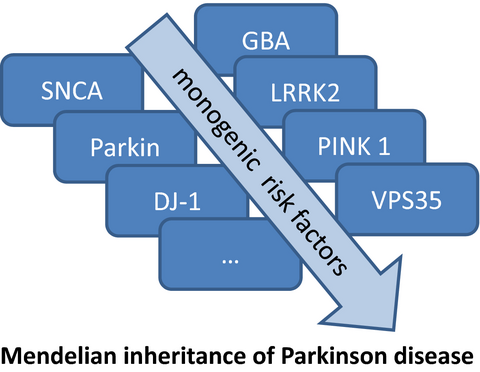 GBA
SNCA
LRRK2
Parkin
PINK 1
DJ-1
VPS35
...
monogenic risk factors
Mendelian inheritance of Parkinson disease